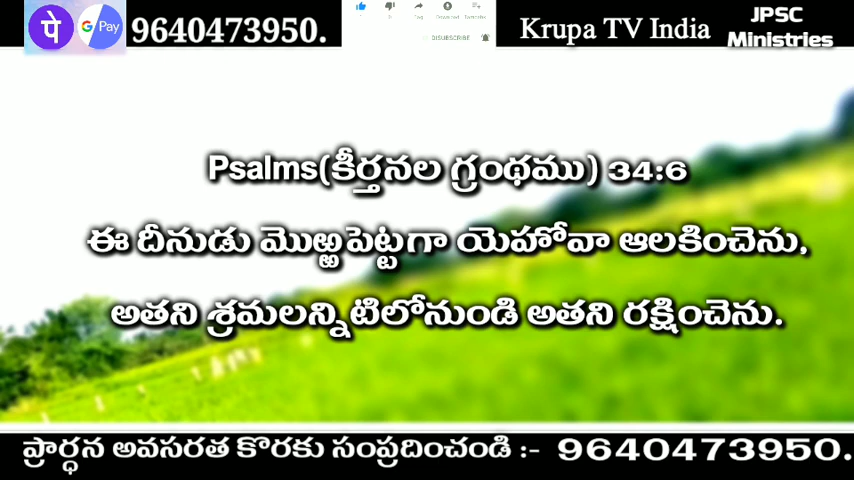 पे G Pay 9640473950.
DISUBSCRIBE
Krupa TV India
JPSC
Ministries
Psalms(కీర్తనల గ్రంథము) 34:6
ఈ దీనుడు మొఱ్ఱపెట్టగా యెహోవా ఆలకించెను,
అతని శ్రమలన్నిటిలోనుండి అతని రక్షించెను.
ప్రార్ధన అవసరత కొరకు సంప్రదించండి :- 9640473950.